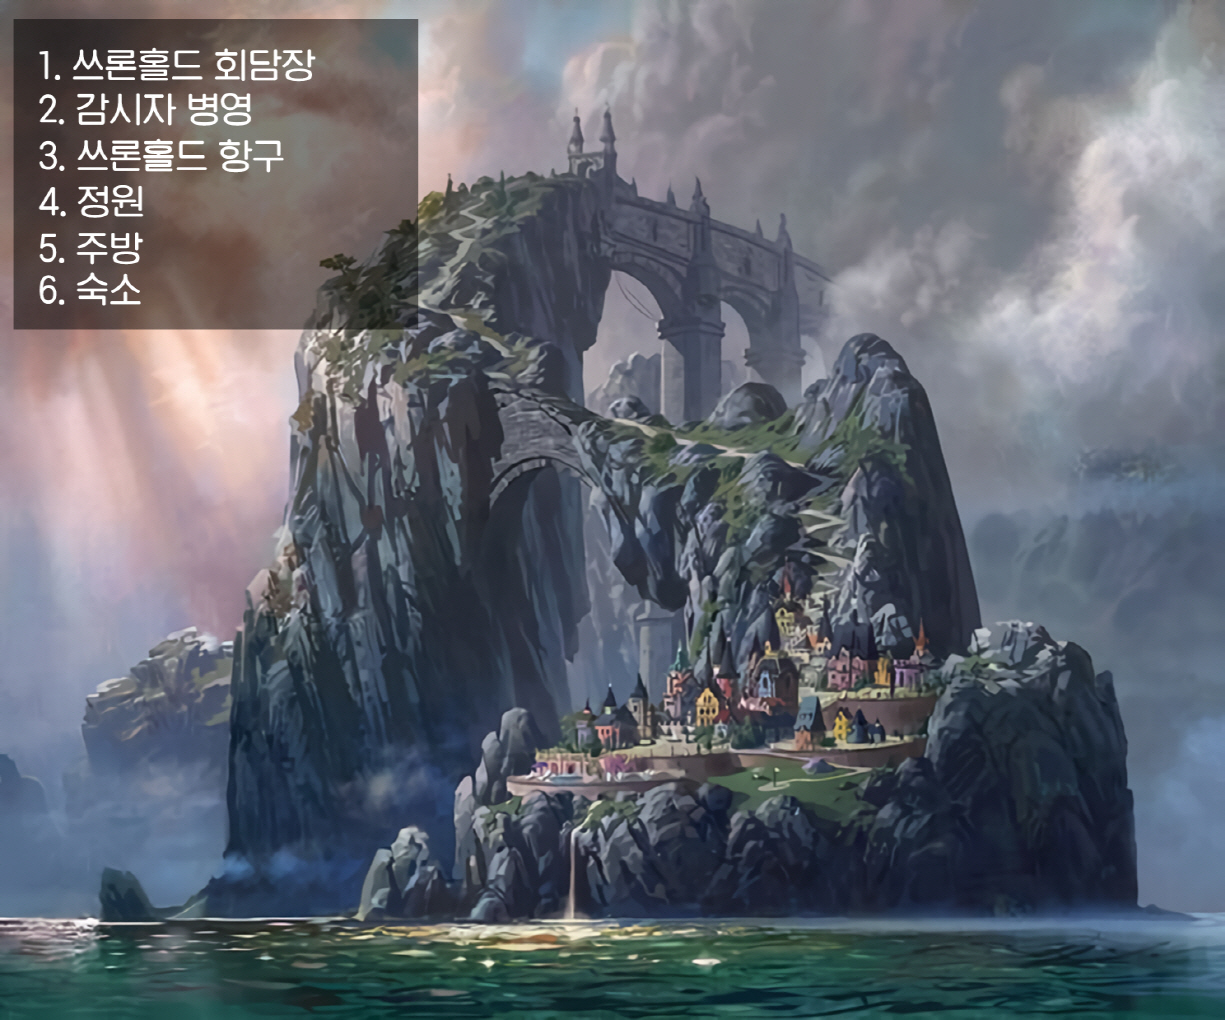 1. 쓰론홀드 회담장
2. 감시자 병영
3. 쓰론홀드 항구
4. 정원
5. 주방
6. 숙소